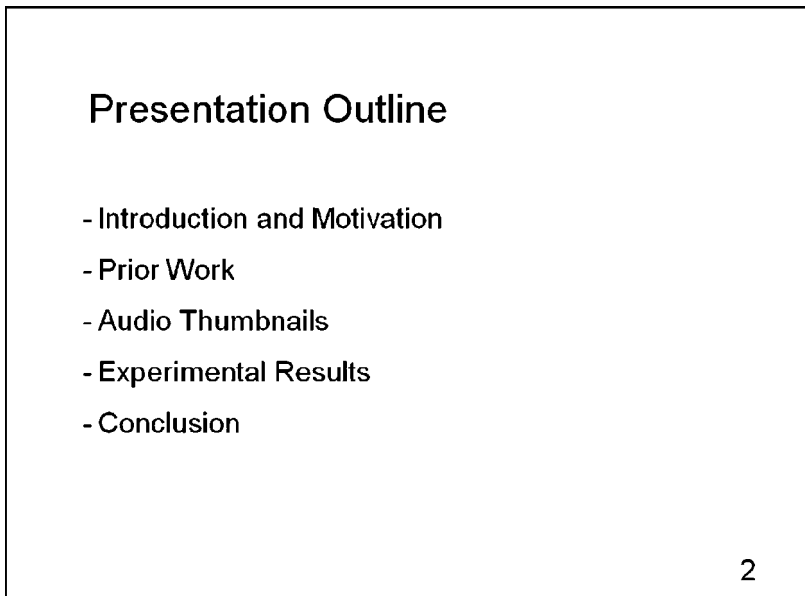 Presentation Outline
- Introduction and Motivation
- Prior Work
- Audio Thumbnails
- Experimental Results
- Conclusion
2